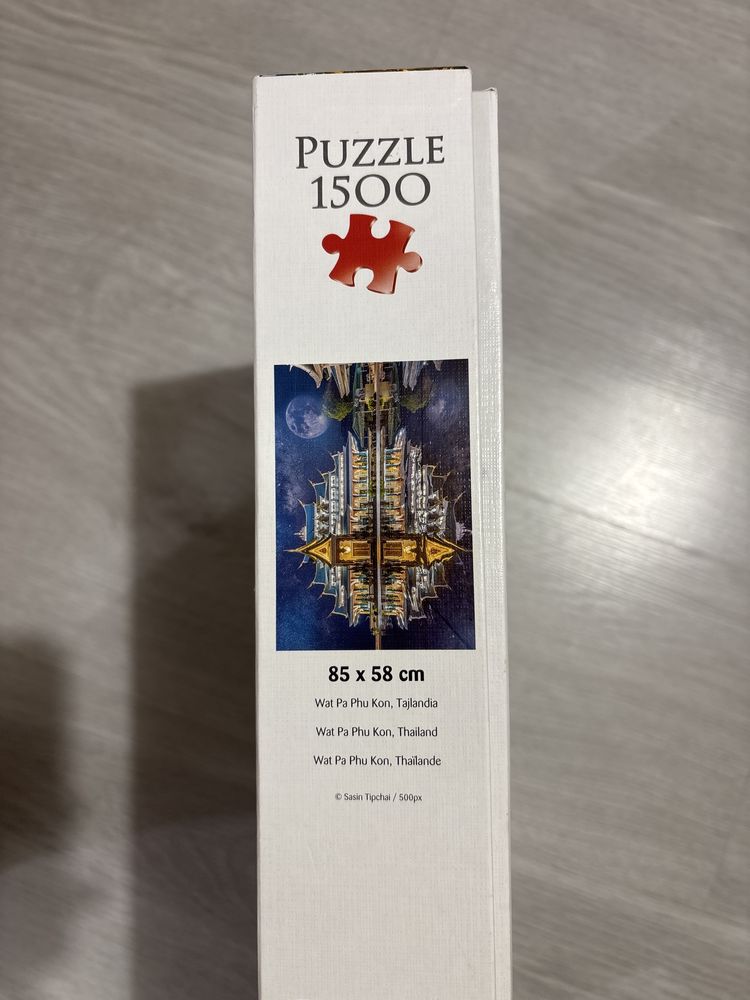 PUZZLE
1500
85 x 58 cm
Wat Pa Phu Kon, Tajlandia
Wat Pa Phu Kon, Thailand
Wat Pa Phu Kon, Thaïlande
© Sasin Tipchai / 500px